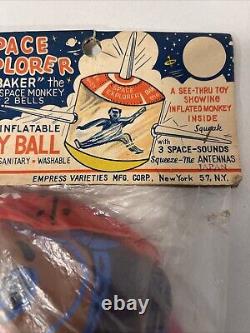 SPACE
EXPLORER
BAKER" the
SPACE MONKEY
2 BELLS
INFLATABLE
Y BALL
SANITARY • WASHABLE
SPACE EXPLORER
A SEE-THRU TOY
SHOWING
INFLATED MONKEY
INSIDE
Squeak
WITH
3 SPACE-SOUNDS
Squeeze-Me ANTENNAS
JAPAN
EMPRESS VARIETIES MFG. CORP., New York 57, N.Y.